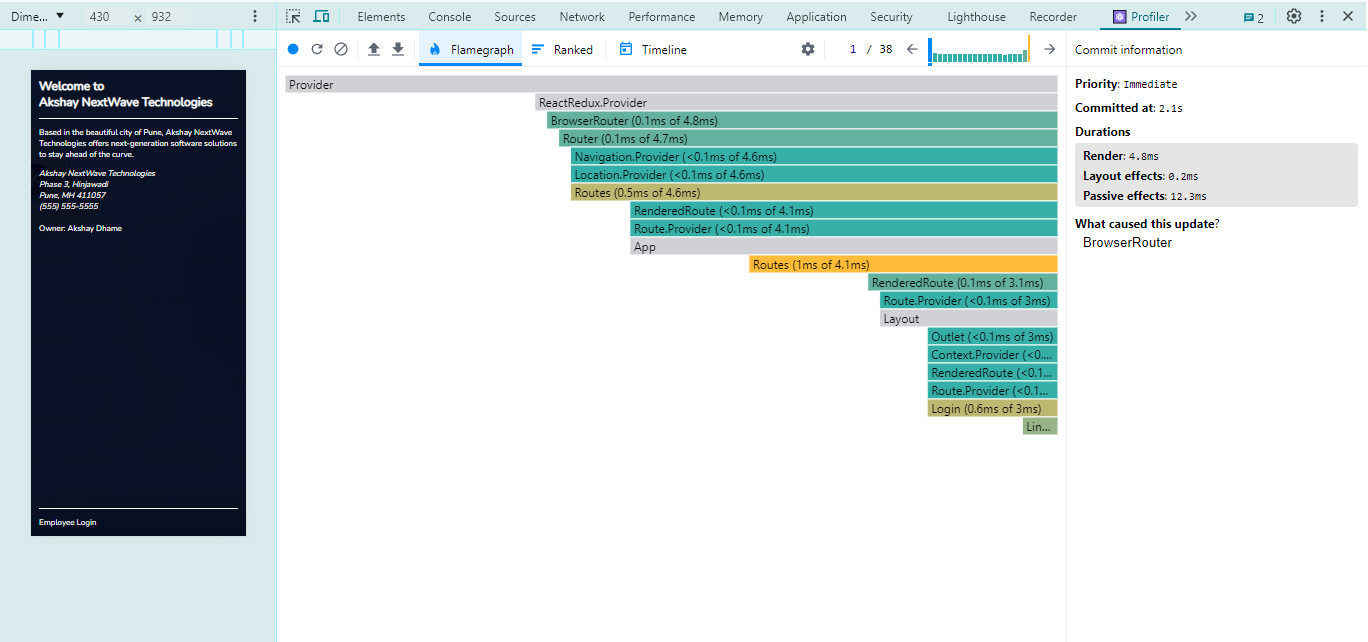 Dime... ▼ 430 × 932
Elements Console Sources Network Performance Memory Application Security Lighthouse Recorder Profiler 2
Flamegraph Ranked Timeline 1 / 38
Commit information
Welcome to
Akshay NextWave Technologies
Based in the beautiful city of Pune, Akshay NextWave
Technologies offers next-generation software solutions
to stay ahead of the curve.
Akshay NextWave Technologies
Phase 3, Hinjawadi
Pune, MH 411057
(555) 555-5555
Owner: Akshay Dhame
Employee Login
Provider
ReactRedux.Provider
BrowserRouter (0.1ms of 4.8ms)
Router (0.1ms of 4.7ms)
Navigation.Provider (<0.1ms of 4.6ms)
Location.Provider (<0.1ms of 4.6ms)
Routes (0.5ms of 4.6ms)
RenderedRoute (<0.1ms of 4.1ms)
Route.Provider (<0.1ms of 4.1ms)
App
Routes (1ms of 4.1ms)
RenderedRoute (0.1ms of 3.1ms)
Route.Provider (<0.1ms of 3ms)
Layout
Outlet (<0.1ms of 3ms)
Context.Provider (<0....
RenderedRoute (<0.1...
Route.Provider (<0.1...
Login (0.6ms of 3ms)
Lin...
Priority: Immediate
Committed at: 2.1s
Durations
Render: 4.8ms
Layout effects: 0.2ms
Passive effects: 12.3ms
What caused this update?
BrowserRouter